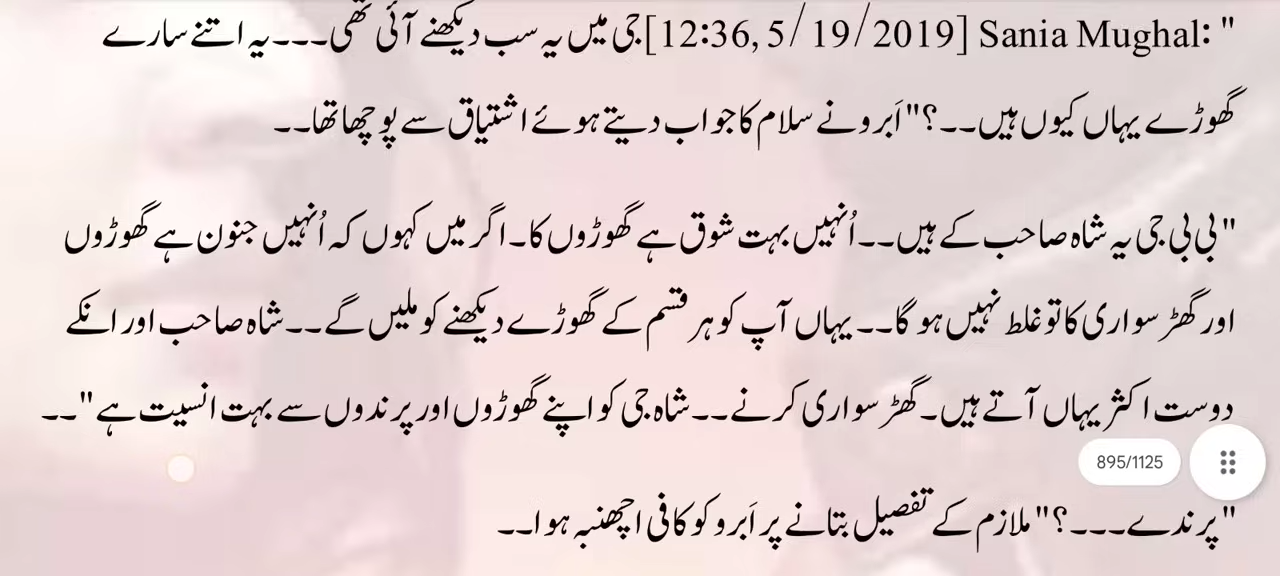 " :[12:36, 5/19/2019] Sania Mughal جی میں یہ سب دیکھنے آئی تھی۔۔۔یہ اتنے سارے
گھوڑے یہاں کیوں ہیں۔۔؟" اَبرو نے سلام کا جواب دیتے ہوئے اشتیاق سے پوچھا تھا۔۔
"بی بی جی یہ شاہ صاحب کے ہیں۔۔اُنہیں بہت شوق ہے گھوڑوں کا۔اگر میں کہوں کہ اُنہیں جنون ہے گھوڑوں
اور گھڑ سواری کا تو غلط نہیں ہو گا۔۔یہاں آپ کو ہر قسم کے گھوڑے دیکھنے کو ملیں گے۔۔شاہ صاحب اور انکے
دوست اکثر یہاں آتے ہیں۔گھڑ سواری کرنے۔۔شاہ جی کو اپنے گھوڑوں اور پرندوں سے بہت انسیت ہے"۔۔
895/1125
"پرندے۔۔۔؟" ملازم کے تفصیل بتانے پر اَبرو کو کافی اچھنبہ ہوا۔۔